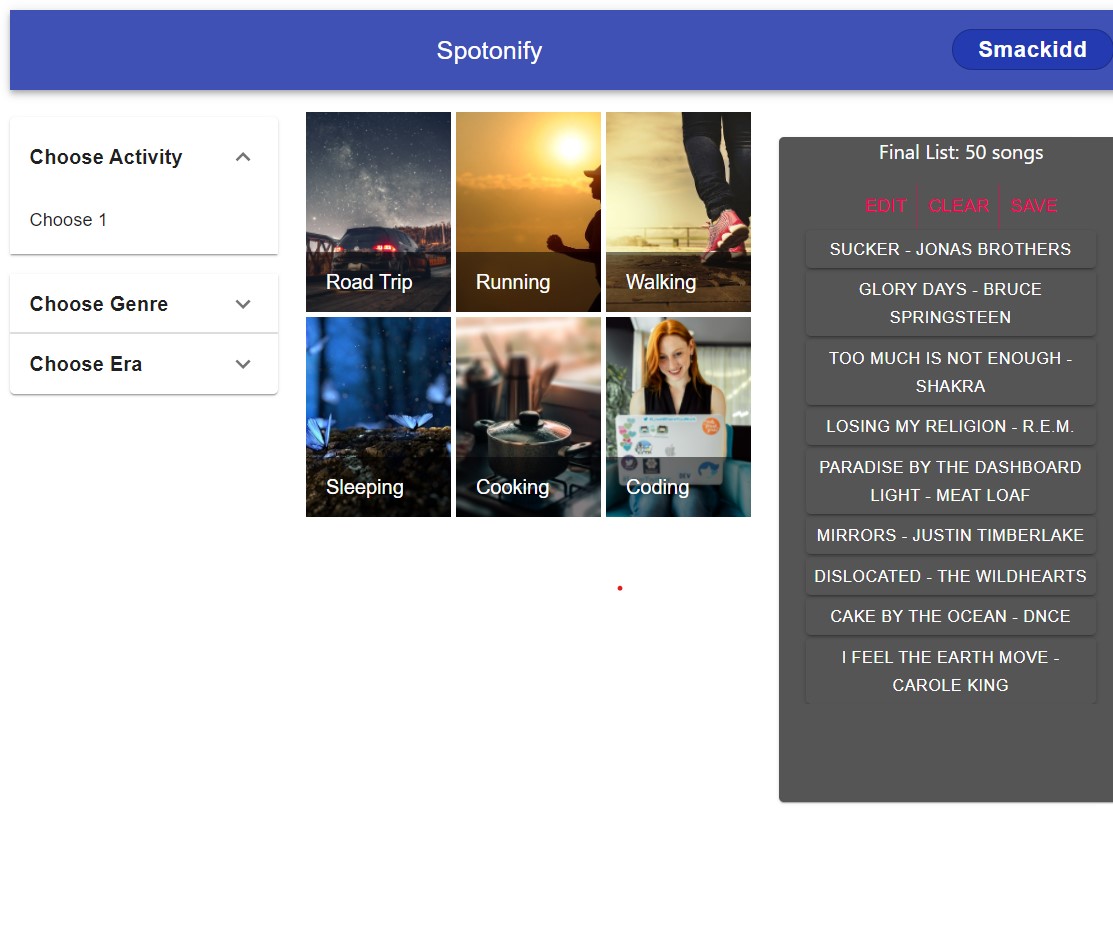 Spotonify
Smackidd
Choose Activity
Choose 1
Choose Genre
Choose Era
Road Trip
Running
Walking
Sleeping
Cooking
Coding
Final List: 50 songs
EDIT
CLEAR
SAVE
SUCKER - JONAS BROTHERS
GLORY DAYS - BRUCE
SPRINGSTEEN
TOO MUCH IS NOT ENOUGH -
SHAKRA
LOSING MY RELIGION - R.E.M.
PARADISE BY THE DASHBOARD
LIGHT - MEAT LOAF
MIRRORS - JUSTIN TIMBERLAKE
DISLOCATED - THE WILDHEARTS
CAKE BY THE OCEAN - DNCE
I FEEL THE EARTH MOVE -
CAROLE KING